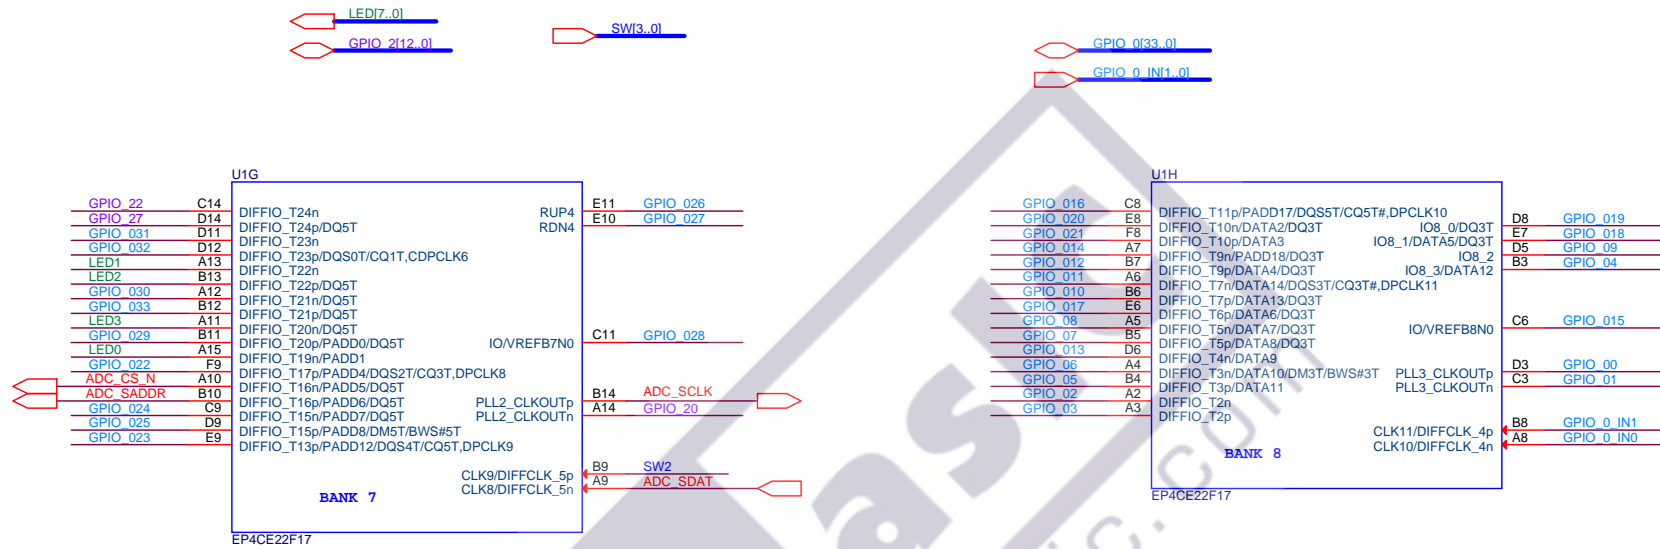 LED[7..0]
GPIO_2[12..0]
SW[3..0]
GPIO_0[33..0]
GPIO_0_IN[1..0]
U1G
GPIO_22 C14 DIFFIO_T24n
GPIO_27 D14 DIFFIO_T24p/DQ5T
GPIO_031 D11 DIFFIO_T23n
GPIO_032 D12 DIFFIO_T23p/DQS0T/CQ1T,CDPCLK6
LED1 A13 DIFFIO_T22n
LED2 B13 DIFFIO_T22p/DQ5T
GPIO_030 A12 DIFFIO_T21n/DQ5T
GPIO_033 B12 DIFFIO_T21p/DQ5T
LED3 A11 DIFFIO_T20n/DQ5T
GPIO_029 B11 DIFFIO_T20p/PADD0/DQ5T
LED0 A15 DIFFIO_T19n/PADD1
GPIO_022 F9 DIFFIO_T17p/PADD4/DQS2T/CQ3T,DPCLK8
ADC_CS_N A10 DIFFIO_T16n/PADD5/DQ5T
ADC_SADDR B10 DIFFIO_T16p/PADD6/DQ5T
GPIO_024 C9 DIFFIO_T15n/PADD7/DQ5T
GPIO_025 D9 DIFFIO_T15p/PADD8/DM5T/BWS#5T
GPIO_023 E9 DIFFIO_T13p/PADD12/DQS4T/CQ5T,DPCLK9
RUP4 E11 GPIO_026
RDN4 E10 GPIO_027
IO/VREFB7N0 C11 GPIO_028
PLL2_CLKOUTp B14 ADC_SCLK
PLL2_CLKOUTn A14 GPIO_20
CLK9/DIFFCLK_5p B9 SW2
CLK8/DIFFCLK_5n A9 ADC_SDAT
BANK 7
EP4CE22F17
U1H
GPIO_016 C8 DIFFIO_T11p/PADD17/DQS5T/CQ5T#,DPCLK10
GPIO_020 E8 DIFFIO_T10n/DATA2/DQ3T
GPIO_021 F8 DIFFIO_T10p/DATA3
GPIO_014 A7 DIFFIO_T9n/PADD18/DQ3T
GPIO_012 B7 DIFFIO_T9p/DATA4/DQ3T
GPIO_011 A6 DIFFIO_T7n/DATA14/DQS3T/CQ3T#,DPCLK11
GPIO_010 B6 DIFFIO_T7p/DATA13/DQ3T
GPIO_017 E6 DIFFIO_T6p/DATA6/DQ3T
GPIO_08 A5 DIFFIO_T5n/DATA7/DQ3T
GPIO_07 B5 DIFFIO_T5p/DATA8/DQ3T
GPIO_013 D6 DIFFIO_T4n/DATA9
GPIO_06 A4 DIFFIO_T3n/DATA10/DM3T/BWS#3T
GPIO_05 B4 DIFFIO_T3p/DATA11
GPIO_02 A2 DIFFIO_T2n
GPIO_03 A3 DIFFIO_T2p
IO8_0/DQ3T D8 GPIO_019
IO8_1/DATA5/DQ3T E7 GPIO_018
IO8_2 D5 GPIO_09
IO8_3/DATA12 B3 GPIO_04
IO/VREFB8N0 C6 GPIO_015
PLL3_CLKOUTp D3 GPIO_00
PLL3_CLKOUTn C3 GPIO_01
CLK11/DIFFCLK_4p B8 GPIO_0_IN1
CLK10/DIFFCLK_4n A8 GPIO_0_IN0
BANK 8
EP4CE22F17
asic
ic.com